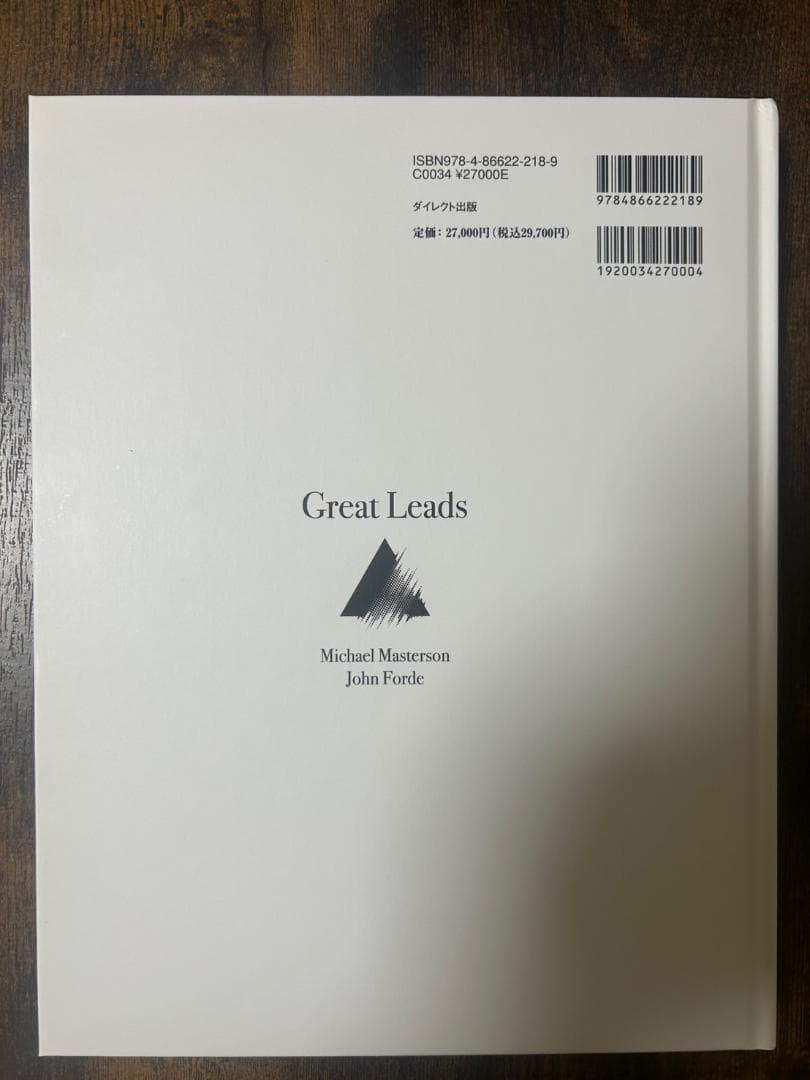 ISBN978-4-86622-218-9
C0034 ¥27000E
ダイレクト出版
定価：27,000円（税込29,700円）
9784866222189
1920034270004
Great Leads
Michael Masterson
John Forde